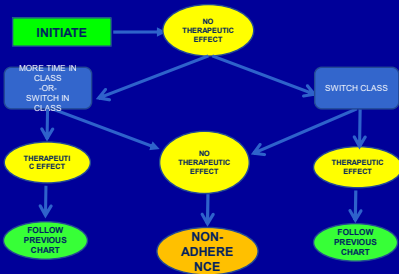 INITIATE
NO
THERAPEUTIC
EFFECT
MORE TIME IN
CLASS
-OR-
SWITCH IN
CLASS
SWITCH CLASS
THERAPEUTI
C EFFECT
NO
THERAPEUTIC
EFFECT
THERAPEUTIC
EFFECT
FOLLOW
PREVIOUS
CHART
NON-
ADHERE
NCE
FOLLOW
PREVIOUS
CHART